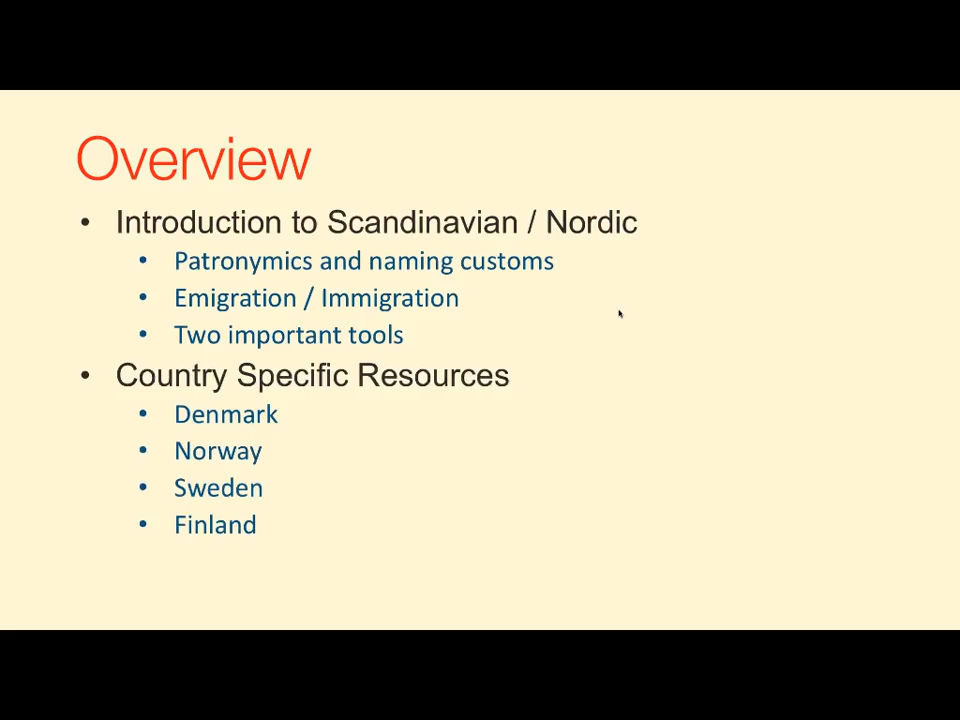 Overview
• Introduction to Scandinavian / Nordic
• Patronymics and naming customs
• Emigration / Immigration
• Two important tools
• Country Specific Resources
• Denmark
• Norway
• Sweden
• Finland